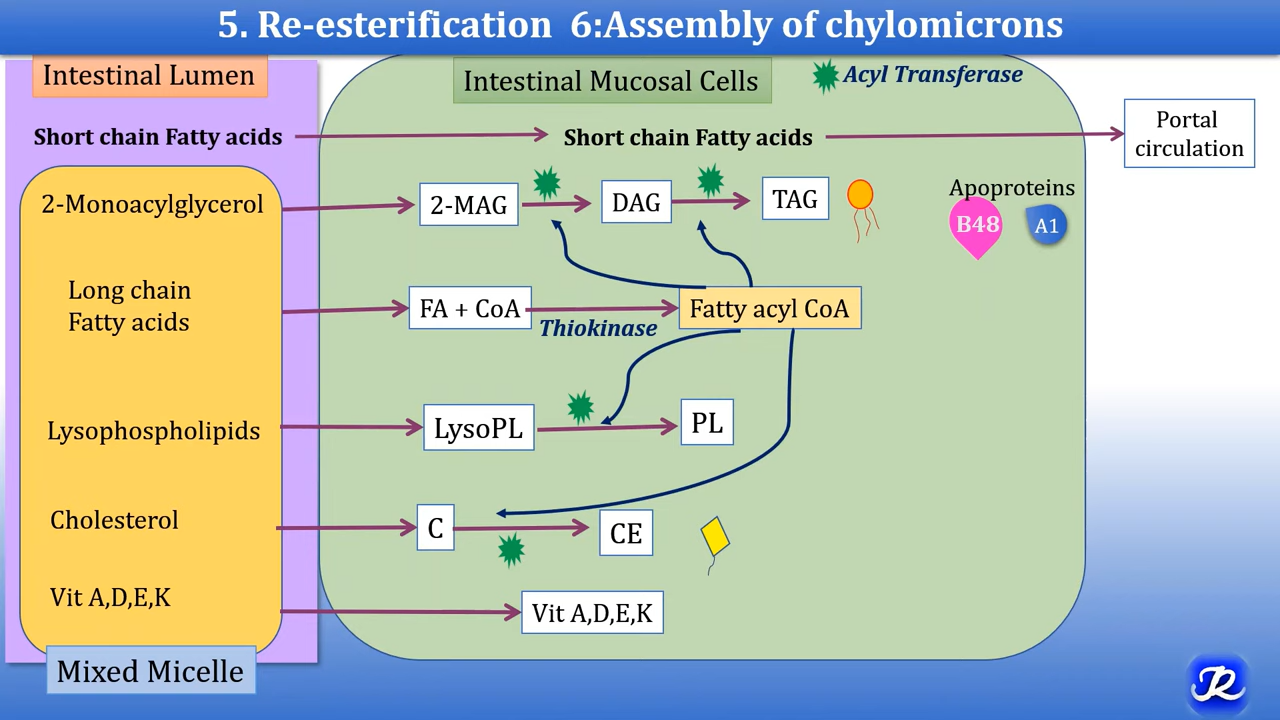 5. Re-esterification 6:Assembly of chylomicrons
Intestinal Lumen
Intestinal Mucosal Cells
Acyl Transferase
Short chain Fatty acids
Short chain Fatty acids
Portal
circulation
2-Monoacylglycerol
2-MAG
DAG
TAG
Apoproteins
B48
A1
Long chain
Fatty acids
FA + CoA
Thiokinase
Fatty acyl CoA
Lysophospholipids
LysoPL
PL
Cholesterol
C
CE
Vit A,D,E,K
Vit A,D,E,K
Mixed Micelle
JR